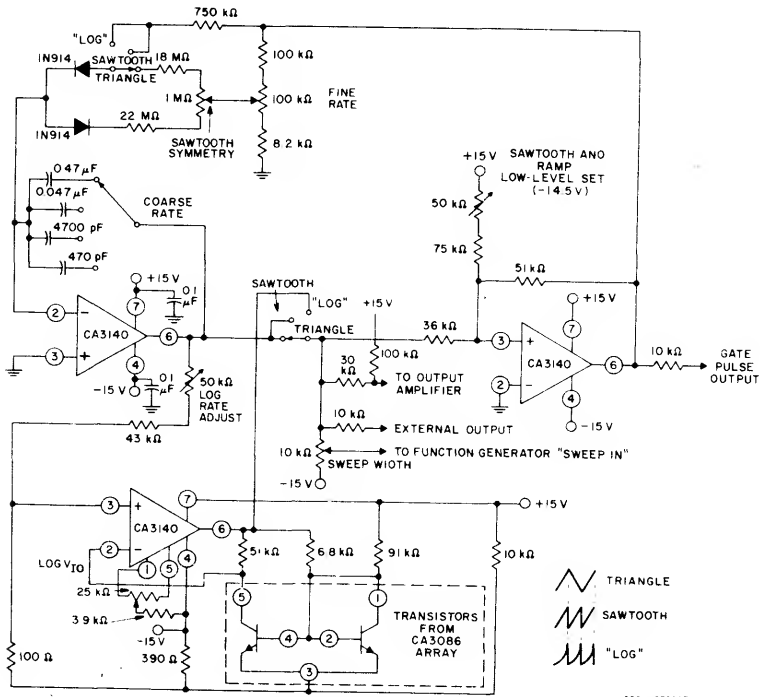 750 kΩ
"LOG"
1N914
SAWTOOTH
TRIANGLE
18 MΩ
100 kΩ
1 MΩ
100 kΩ
FINE
RATE
1N914
22 MΩ
SAWTOOTH
SYMMETRY
8.2 kΩ
0.47 µF
0.047 µF
4700 pF
470 pF
COARSE
RATE
+15 V
SAWTOOTH AND
RAMP
LOW-LEVEL SET
(-14.5 V)
50 kΩ
75 kΩ
51 kΩ
+15 V
0.1
µF
7
2
-
CA3140
6
3
+
4
-15 V
0.1
µF
SAWTOOTH
"LOG"
TRIANGLE
+15 V
36 kΩ
100 kΩ
30
kΩ
TO OUTPUT
AMPLIFIER
10 kΩ
EXTERNAL OUTPUT
10 kΩ
TO FUNCTION GENERATOR "SWEEP IN"
SWEEP WIDTH
-15 V
+15 V
7
3
+
CA3140
6
2
-
4
-15 V
10 kΩ
GATE
PULSE
OUTPUT
50 kΩ
LOG
RATE
ADJUST
43 kΩ
3
+
7
CA3140
6
2
-
4
1
5
LOG VIO
25 kΩ
3.9 kΩ
-15 V
390 Ω
100 Ω
+15 V
5.1 kΩ
6.8 kΩ
91 kΩ
10 kΩ
5
1
4
2
3
TRANSISTORS
FROM
CA3086
ARRAY
TRIANGLE
SAWTOOTH
"LOG"